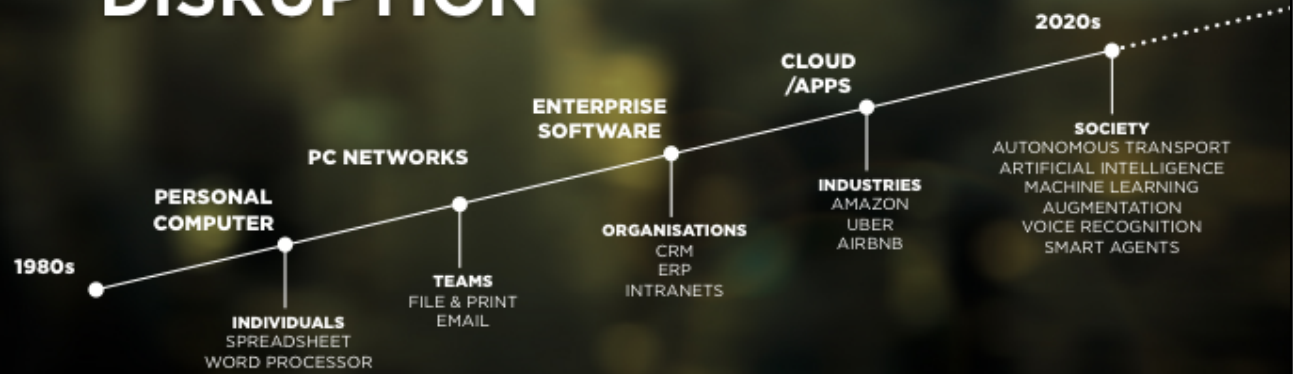 DISRUPTION
1980s
PERSONAL
COMPUTER
INDIVIDUALS
SPREADSHEET
WORD PROCESSOR
PC NETWORKS
TEAMS
FILE & PRINT
EMAIL
ENTERPRISE
SOFTWARE
ORGANISATIONS
CRM
ERP
INTRANETS
CLOUD
/APPS
INDUSTRIES
AMAZON
UBER
AIRBNB
2020s
SOCIETY
AUTONOMOUS TRANSPORT
ARTIFICIAL INTELLIGENCE
MACHINE LEARNING
AUGMENTATION
VOICE RECOGNITION
SMART AGENTS